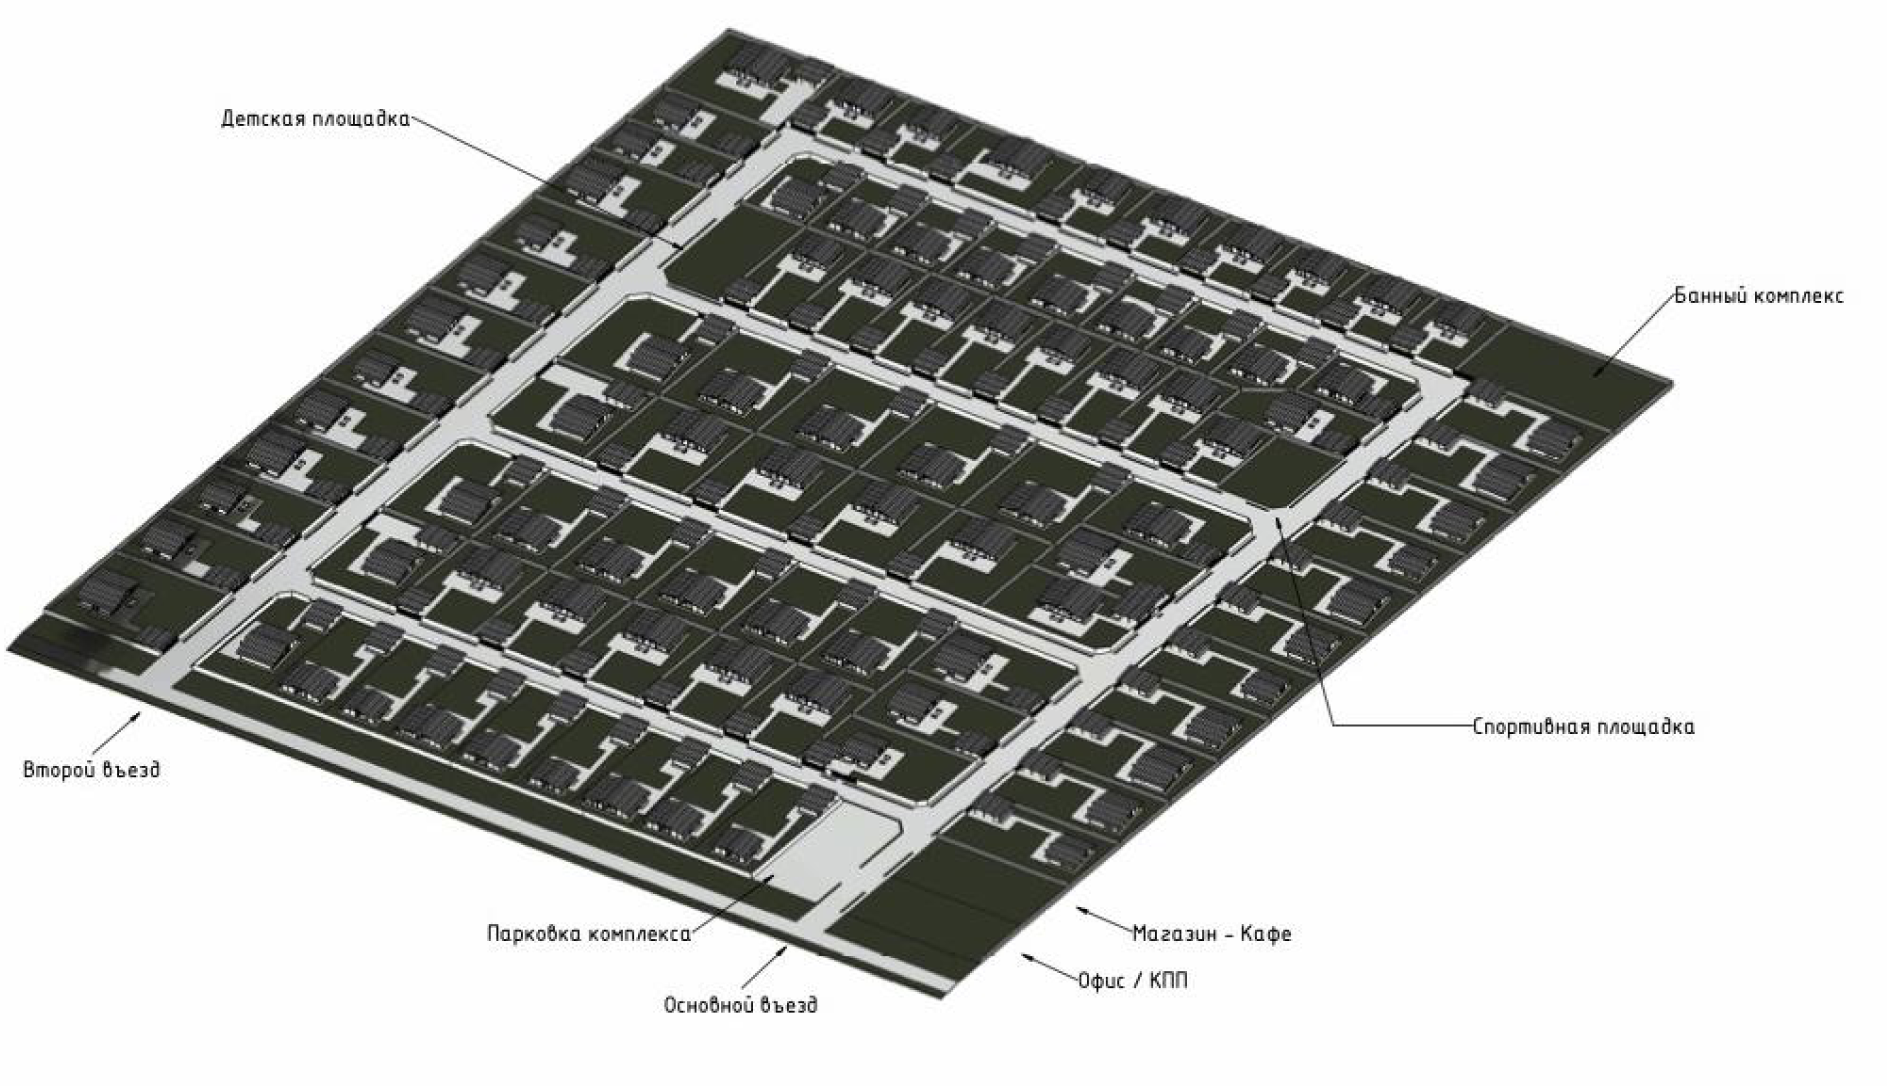 Детская площадка
Банный комплекс
Спортивная площадка
Второй въезд
Парковка комплекса
Магазин - Кафе
Офис / КПП
Основной въезд